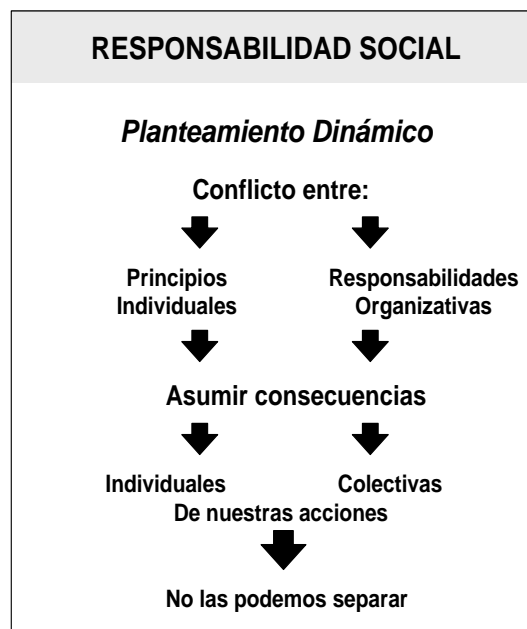 RESPONSABILIDAD SOCIAL
Planteamiento Dinámico
Conflicto entre:
Principios Individuales
Responsabilidades Organizativas
Asumir consecuencias
Individuales
Colectivas
De nuestras acciones
No las podemos separar